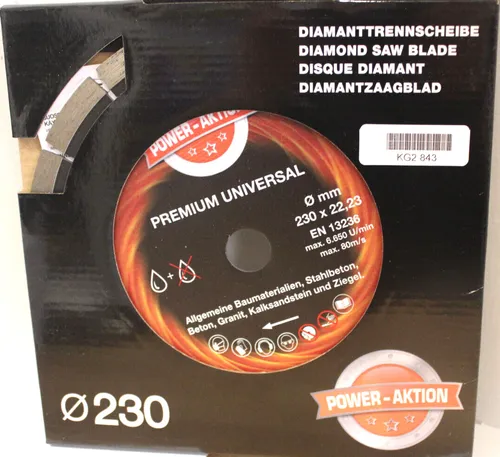 DIAMANTTRENNSCHEIBE
DIAMOND SAW BLADE
DISQUE DIAMANT
DIAMANTZAAGBLAD
KG2 843
POWER - AKTION
PREMIUM UNIVERSAL
Ø mm
230 x 22,23
EN 13236
max. 6.650 U/min
max. 80m/s
+
Allgemeine Baumaterialien, Stahlbeton,
Beton, Granit, Kalksandstein und Ziegel.
Ø 230
POWER - AKTION